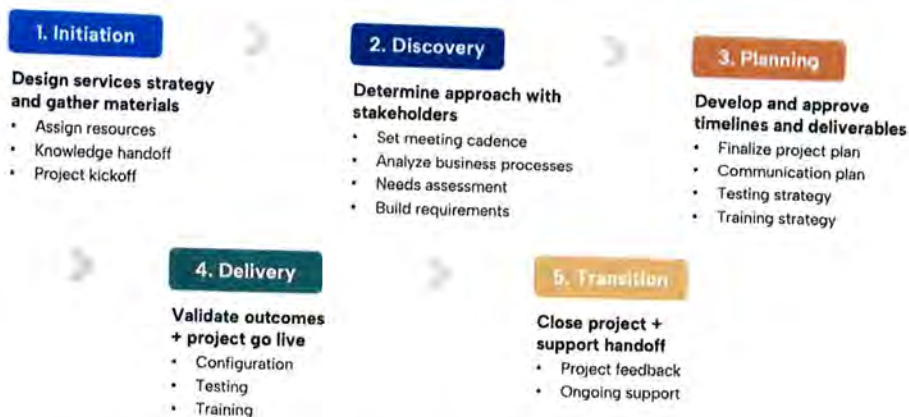 1. Initiation
Design services strategy
and gather materials
• Assign resources
• Knowledge handoff
• Project kickoff
2. Discovery
Determine approach with
stakeholders
• Set meeting cadence
• Analyze business processes
• Needs assessment
• Build requirements
3. Planning
Develop and approve
timelines and deliverables
• Finalize project plan
• Communication plan
• Testing strategy
• Training strategy
4. Delivery
Validate outcomes
+ project go live
• Configuration
• Testing
• Training
5. Transition
Close project +
support handoff
• Project feedback
• Ongoing support